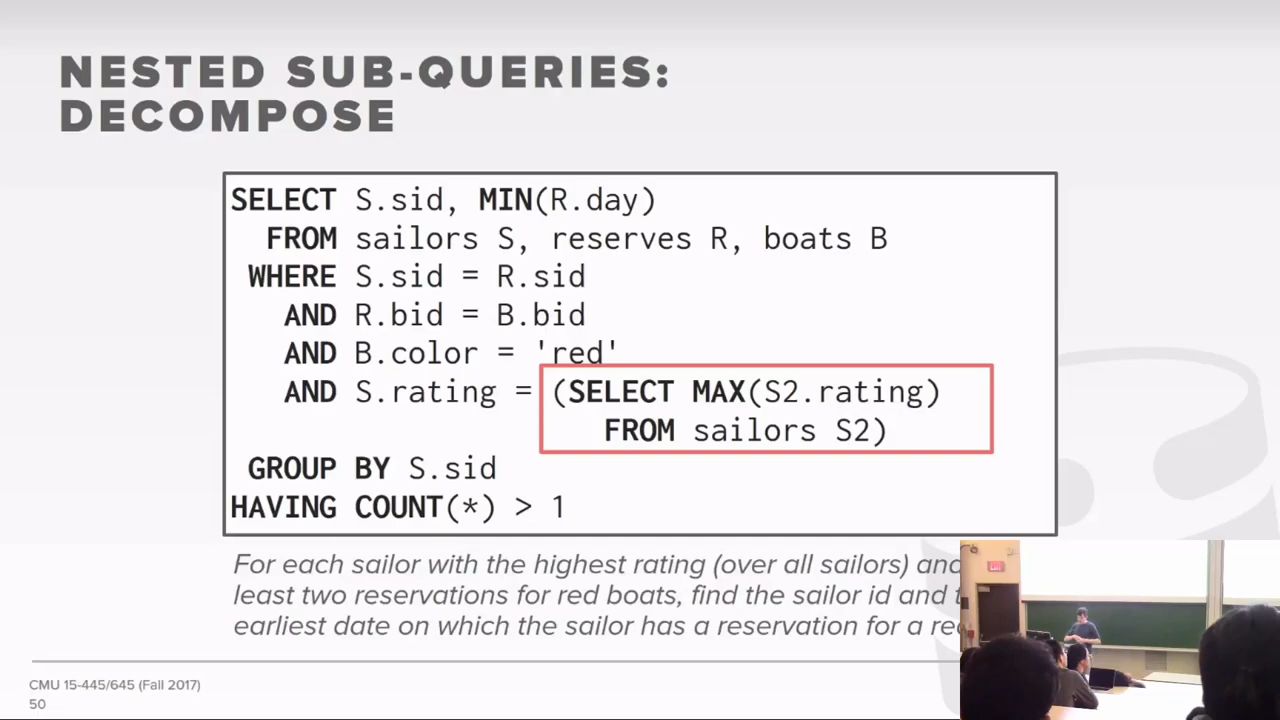 NESTED SUB-QUERIES:
DECOMPOSE
SELECT S.sid, MIN(R.day)
FROM sailors S, reserves R, boats B
WHERE S.sid = R.sid
AND R.bid = B.bid
AND B.color = 'red'
AND S.rating = (SELECT MAX(S2.rating)
FROM sailors S2)
GROUP BY S.sid
HAVING COUNT(*) > 1
For each sailor with the highest rating (over all sailors) and
least two reservations for red boats, find the sailor id and
earliest date on which the sailor has a reservation for a
CMU 15-445/645 (Fall 2017)
50